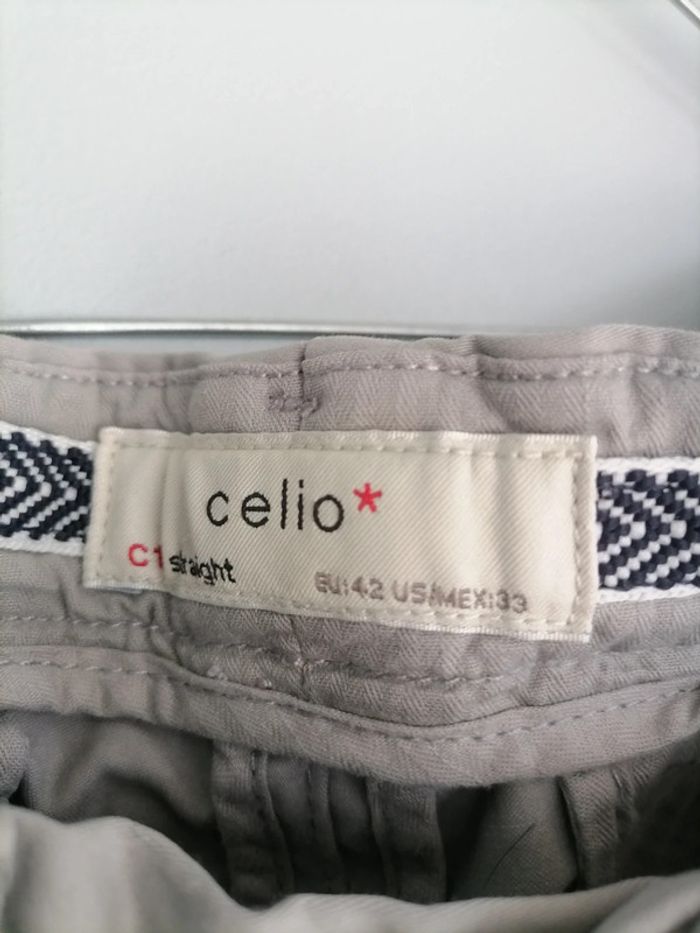 celio*
C1 straight
EU:42 US/MEX:33